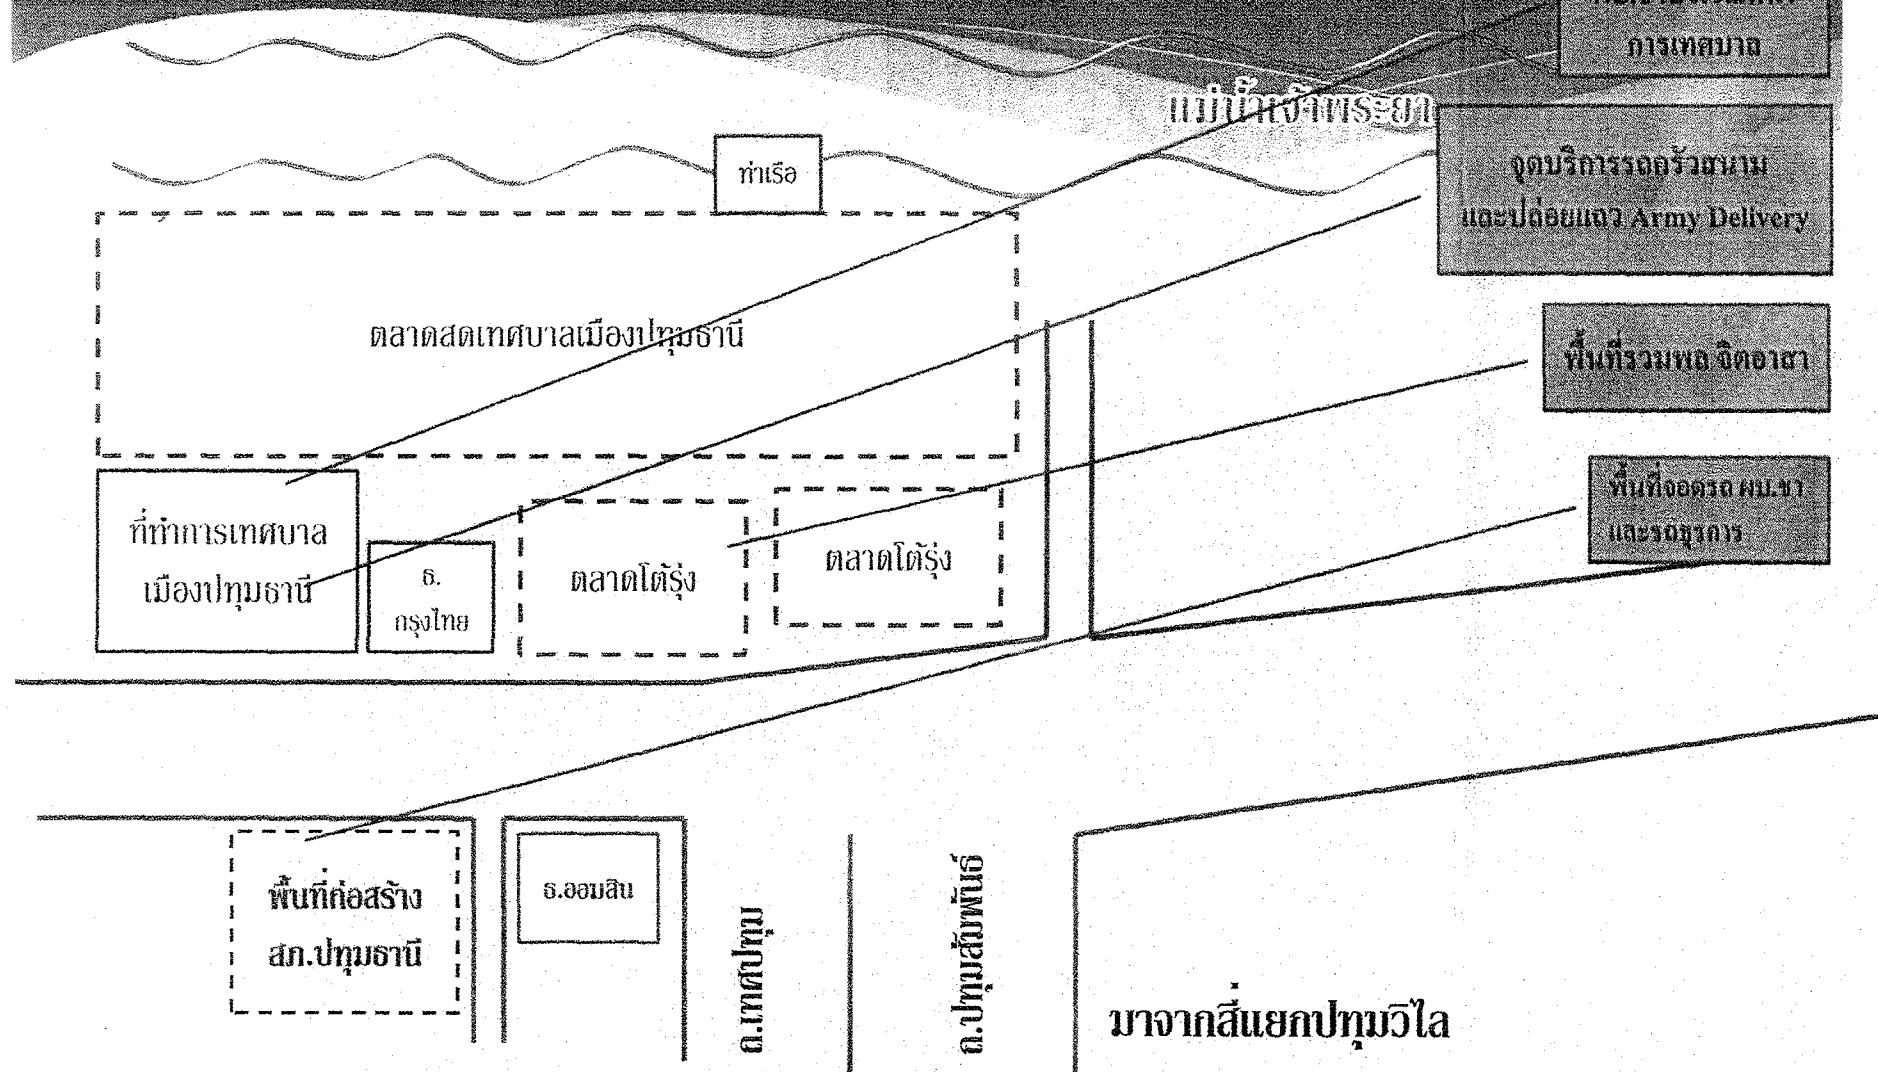 การเทศบาล
แม่น้ำเจ้าพระยา
จุดบริการรถครัวสนาม
และปล่อยแถว Army Delivery
ท่าเรือ
ตลาดสดเทศบาลเมืองปทุมธานี
พื้นที่รวมพล จิตอาสา
พื้นที่จอดรถ ผบ.ชา
และรถธุรการ
ที่ทำการเทศบาล
เมืองปทุมธานี
ธ.
กรุงไทย
ตลาดโต้รุ่ง
ตลาดโต้รุ่ง
พื้นที่ก่อสร้าง
สภ.ปทุมธานี
ธ.ออมสิน
ถ.เทศปทุม
ถ.ปทุมสัมพันธ์
มาจากสี่แยกปทุมวิไล